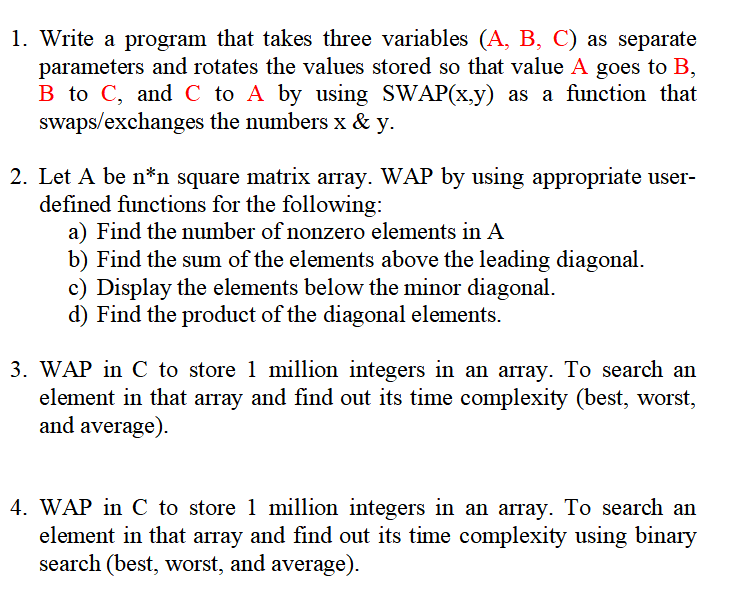 1. Write a program that takes three variables (A, B, C) as separate
parameters and rotates the values stored so that value A goes to B,
B to C, and C to A by using SWAP(x,y) as a function that
swaps/exchanges the numbers x & y.
2. Let A be n*n square matrix array. WAP by using appropriate user-
defined functions for the following:
a) Find the number of nonzero elements in A
b) Find the sum of the elements above the leading diagonal.
c) Display the elements below the minor diagonal.
d) Find the product of the diagonal elements.
3. WAP in C to store 1 million integers in an array. To search an
element in that array and find out its time complexity (best, worst,
and average).
4. WAP in C to store 1 million integers in an array. To search an
element in that array and find out its time complexity using binary
search (best, worst, and average).